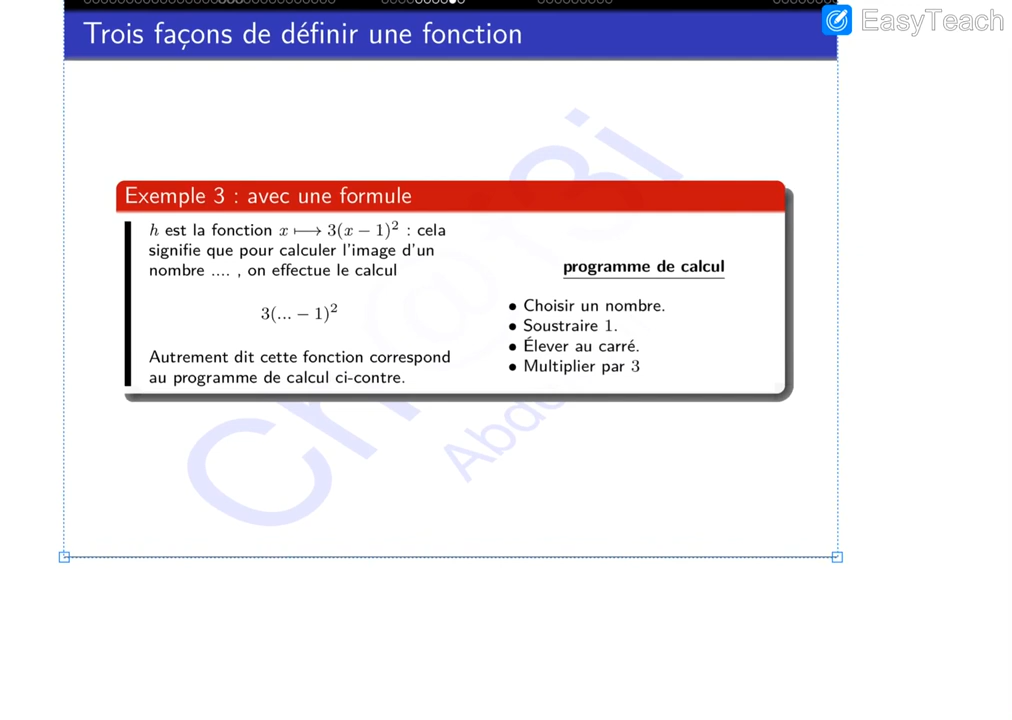 EasyTeach
Trois façons de définir une fonction
Exemple 3 : avec une formule
h est la fonction x ⟼ 3(x − 1)² : cela
signifie que pour calculer l'image d'un
nombre .... , on effectue le calcul
3(... − 1)²
Autrement dit cette fonction correspond
au programme de calcul ci-contre.
programme de calcul
• Choisir un nombre.
• Soustraire 1.
• Élever au carré.
• Multiplier par 3